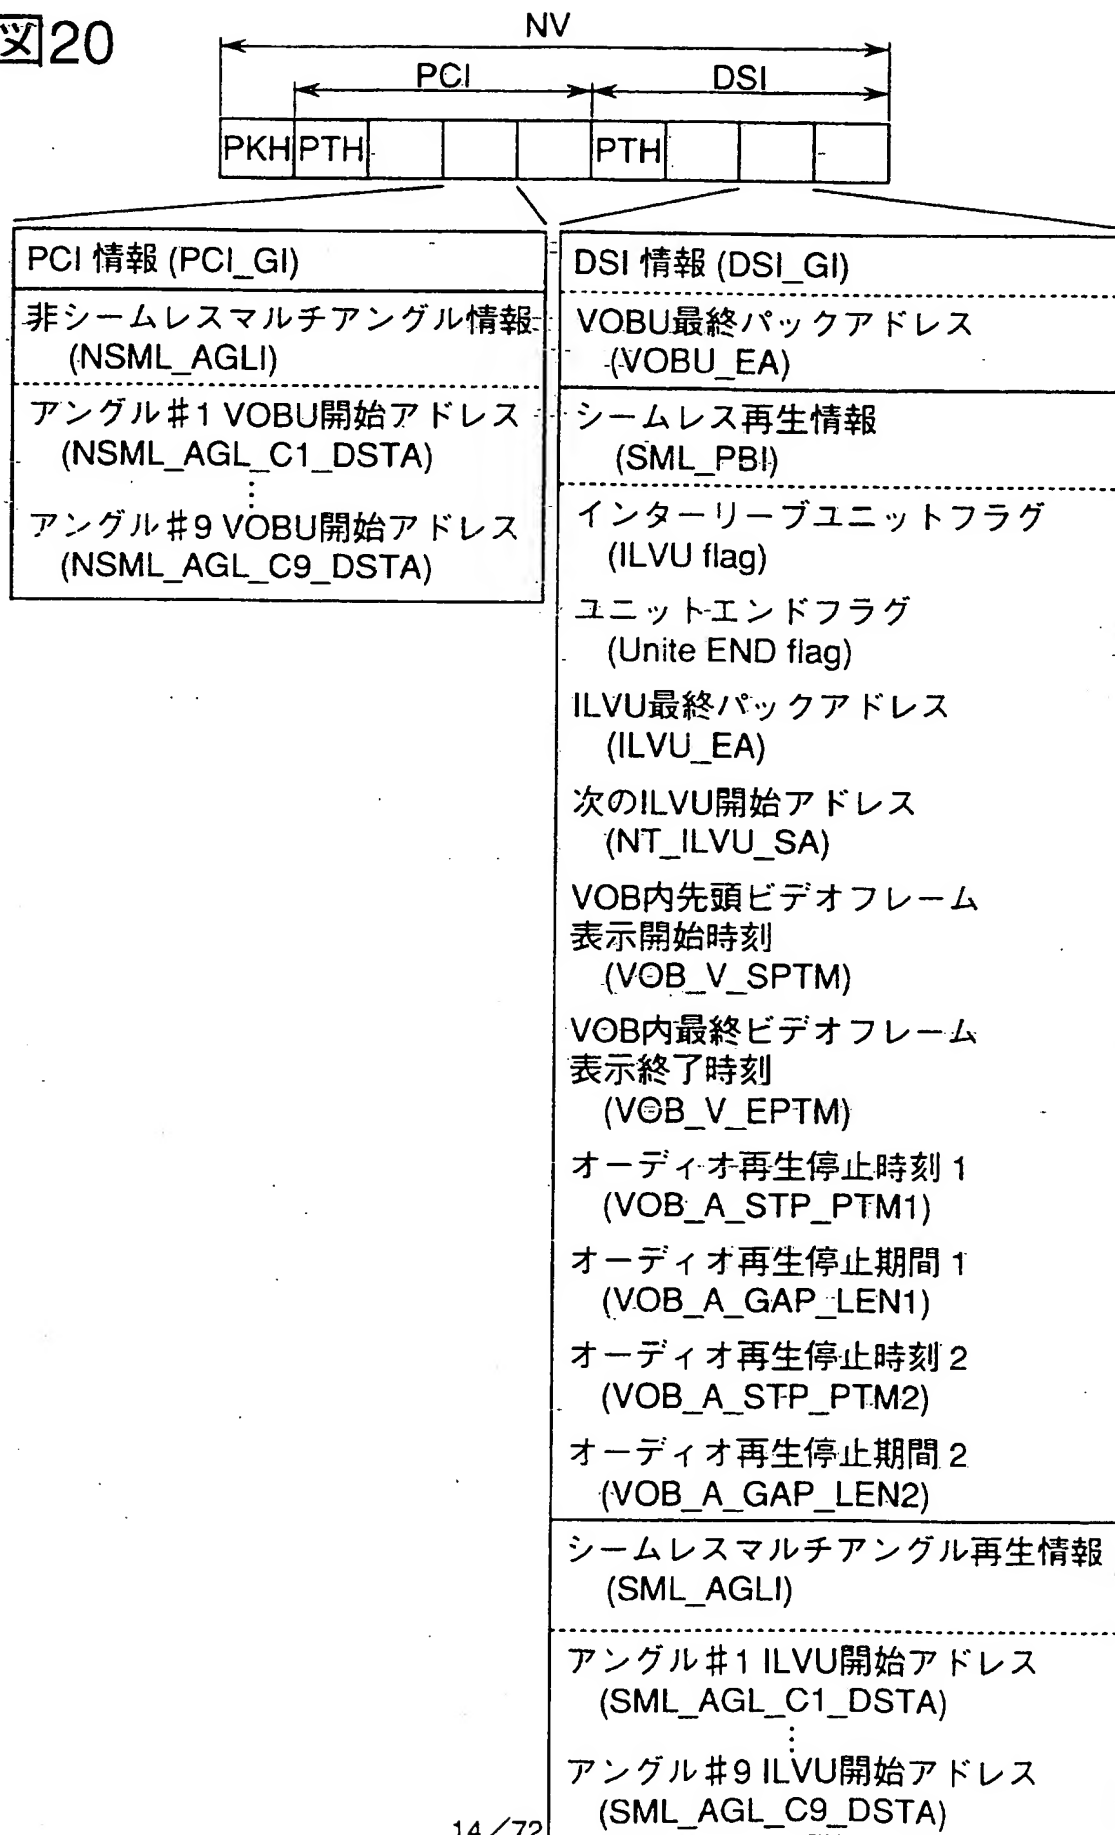 図20
NV
PCI
DSI
PKH PTH PTH
PCI 情報 (PCI_GI)
非シームレスマルチアングル情報
(NSML_AGLI)
アングル#1 VOBU開始アドレス
(NSML_AGL_C1_DSTA)
⋮
アングル#9 VOBU開始アドレス
(NSML_AGL_C9_DSTA)
DSI 情報 (DSI_GI)
VOBU最終パックアドレス
(VOBU_EA)
シームレス再生情報
(SML_PBI)
インターリーブユニットフラグ
(ILVU flag)
ユニットエンドフラグ
(Unite END flag)
ILVU最終パックアドレス
(ILVU_EA)
次のILVU開始アドレス
(NT_ILVU_SA)
VOB内先頭ビデオフレーム
表示開始時刻
(VOB_V_SPTM)
VOB内最終ビデオフレーム
表示終了時刻
(VOB_V_EPTM)
オーディオ再生停止時刻 1
(VOB_A_STP_PTM1)
オーディオ再生停止期間 1
(VOB_A_GAP_LEN1)
オーディオ再生停止時刻 2
(VOB_A_STP_PTM2)
オーディオ再生停止期間 2
(VOB_A_GAP_LEN2)
シームレスマルチアングル再生情報
(SML_AGLI)
アングル#1 ILVU開始アドレス
(SML_AGL_C1_DSTA)
⋮
アングル#9 ILVU開始アドレス
(SML_AGL_C9_DSTA)
14/72